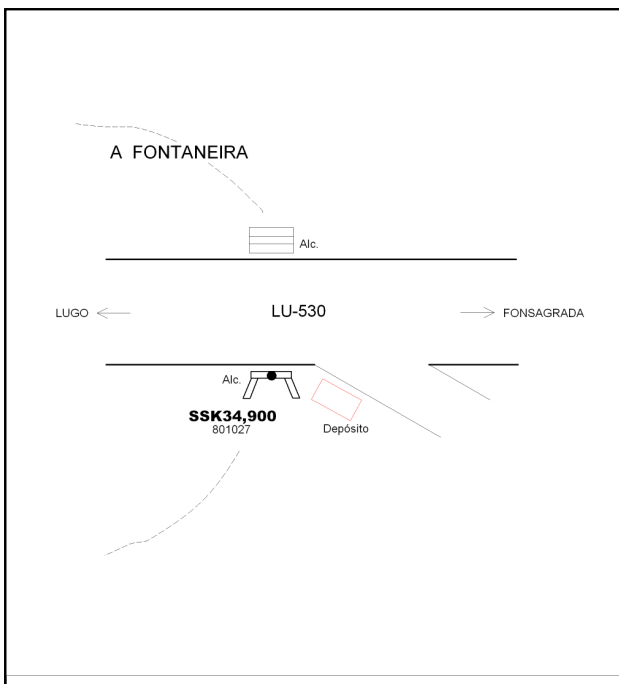 A FONTANEIRA
Alc.
LUGO
LU-530
FONSAGRADA
Alc.
SSK34,900
801027
Depósito